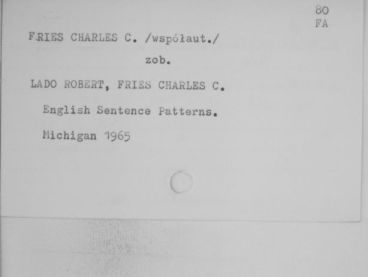 80
FA
FRIES CHARLES C. /współaut./
zob.
LADO ROBERT, FRIES CHARLES C.
English Sentence Patterns.
Michigan 1965